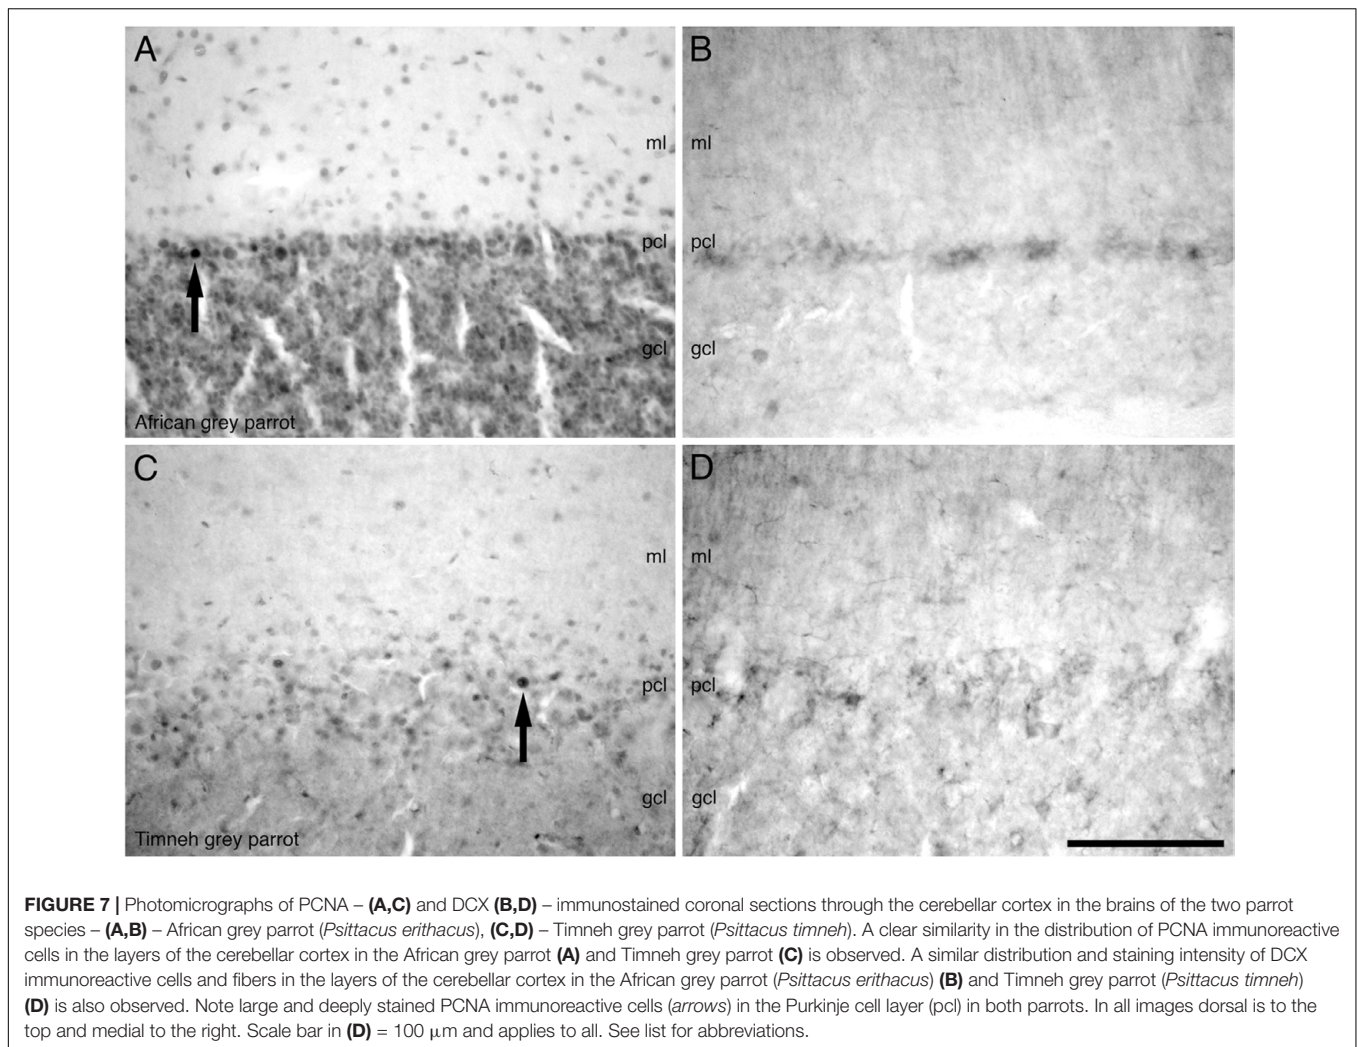 A
B
ml
ml
pcl
pcl
gcl
gcl
African grey parrot
C
D
ml
ml
pcl
pcl
gcl
gcl
Timneh grey parrot
FIGURE 7 | Photomicrographs of PCNA – (A,C) and DCX (B,D) – immunostained coronal sections through the cerebellar cortex in the brains of the two parrot
species – (A,B) – African grey parrot (Psittacus erithacus), (C,D) – Timneh grey parrot (Psittacus timneh). A clear similarity in the distribution of PCNA immunoreactive
cells in the layers of the cerebellar cortex in the African grey parrot (A) and Timneh grey parrot (C) is observed. A similar distribution and staining intensity of DCX
immunoreactive cells and fibers in the layers of the cerebellar cortex in the African grey parrot (Psittacus erithacus) (B) and Timneh grey parrot (Psittacus timneh)
(D) is also observed. Note large and deeply stained PCNA immunoreactive cells (arrows) in the Purkinje cell layer (pcl) in both parrots. In all images dorsal is to the
top and medial to the right. Scale bar in (D) = 100 μm and applies to all. See list for abbreviations.